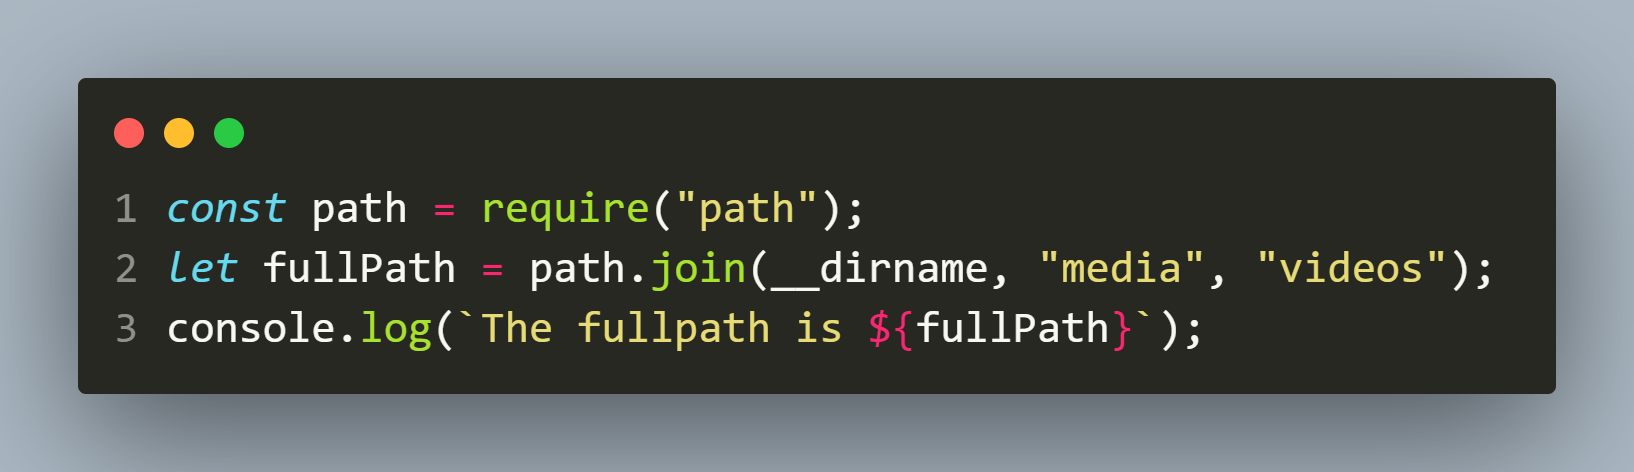 1 const path = require("path");
2 let fullPath = path.join(__dirname, "media", "videos");
3 console.log(`The fullpath is ${fullPath}`);